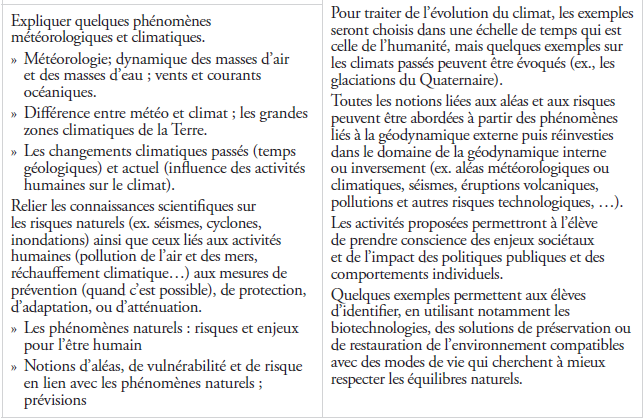 Expliquer quelques phénomènes
météorologiques et climatiques.
» Météorologie; dynamique des masses d'air
et des masses d'eau ; vents et courants
océaniques.
» Différence entre météo et climat ; les grandes
zones climatiques de la Terre.
» Les changements climatiques passés (temps
géologiques) et actuel (influence des activités
humaines sur le climat).
Relier les connaissances scientifiques sur
les risques naturels (ex. séismes, cyclones,
inondations) ainsi que ceux liés aux activités
humaines (pollution de l'air et des mers,
réchauffement climatique…) aux mesures de
prévention (quand c'est possible), de protection,
d'adaptation, ou d'atténuation.
» Les phénomènes naturels : risques et enjeux
pour l'être humain
» Notions d'aléas, de vulnérabilité et de risque
en lien avec les phénomènes naturels ;
prévisions
Pour traiter de l'évolution du climat, les exemples
seront choisis dans une échelle de temps qui est
celle de l'humanité, mais quelques exemples sur
les climats passés peuvent être évoqués (ex., les
glaciations du Quaternaire).
Toutes les notions liées aux aléas et aux risques
peuvent être abordées à partir des phénomènes
liés à la géodynamique externe puis réinvesties
dans le domaine de la géodynamique interne
ou inversement (ex. aléas météorologiques ou
climatiques, séismes, éruptions volcaniques,
pollutions et autres risques technologiques, …).
Les activités proposées permettront à l'élève
de prendre conscience des enjeux sociétaux
et de l'impact des politiques publiques et des
comportements individuels.
Quelques exemples permettent aux élèves
d'identifier, en utilisant notamment les
biotechnologies, des solutions de préservation ou
de restauration de l'environnement compatibles
avec des modes de vie qui cherchent à mieux
respecter les équilibres naturels.